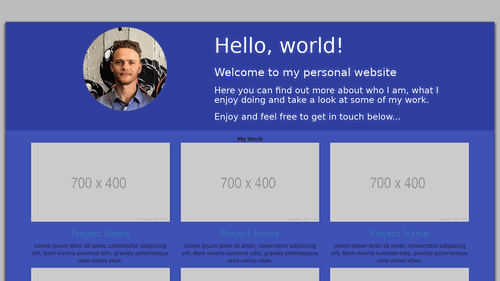 Hello, world!
Welcome to my personal website
Here you can find out more about who I am, what I
enjoy doing and take a look at some of my work.
Enjoy and feel free to get in touch below...
My Work
700 x 400
700 x 400
700 x 400
Project Name
Project Name
Project Name
Lorem ipsum dolor sit amet, consectetur adipiscing
elit. Nam viverra euismod odio, gravida pellentesque
urna varius vitae.
Lorem ipsum dolor sit amet, consectetur adipiscing
elit. Nam viverra euismod odio, gravida pellentesque
urna varius vitae.
Lorem ipsum dolor sit amet, consectetur adipiscing
elit. Nam viverra euismod odio, gravida pellentesque
urna varius vitae.